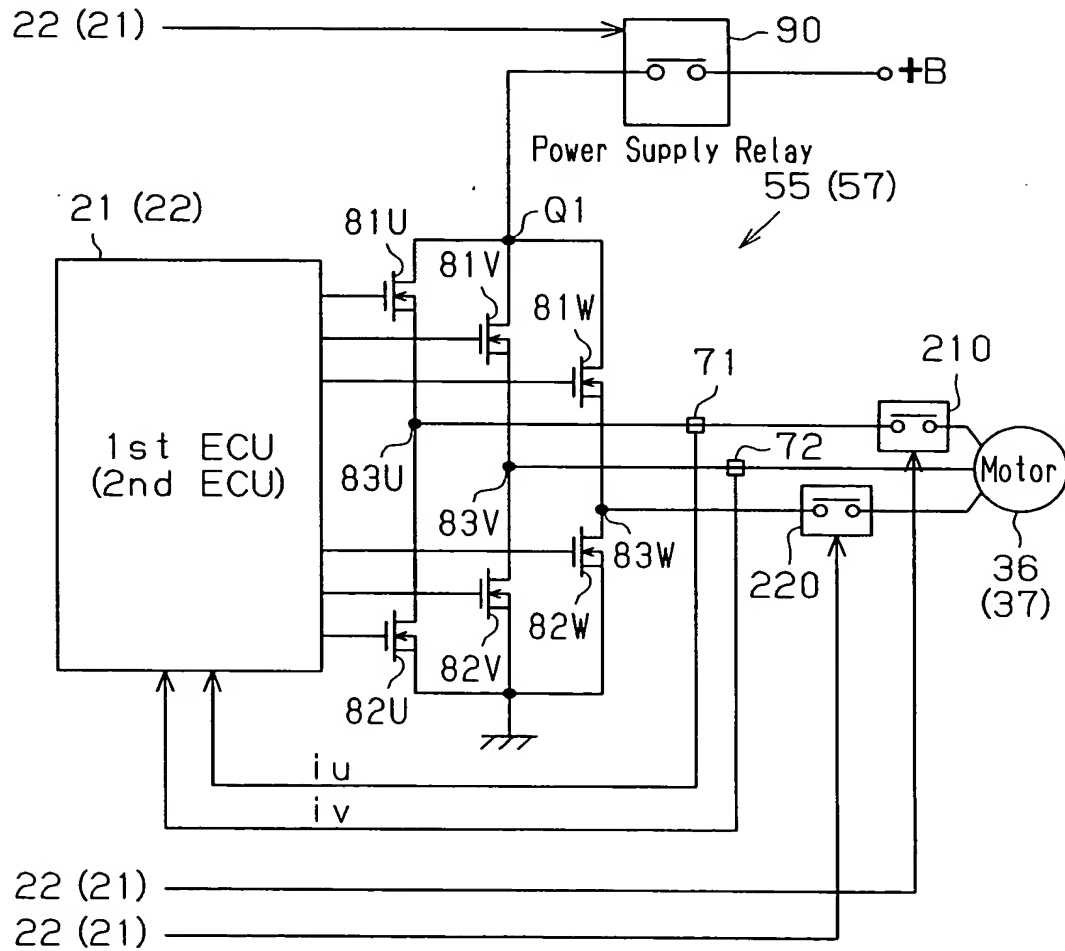 22 (21)
90
+B
Power Supply Relay
55 (57)
21 (22)
81U
Q1
81V
81W
71
210
1st ECU
(2nd ECU)
83U
72
Motor
83V
83W
220
36
(37)
82W
82V
82U
iu
iv
22 (21)
22 (21)